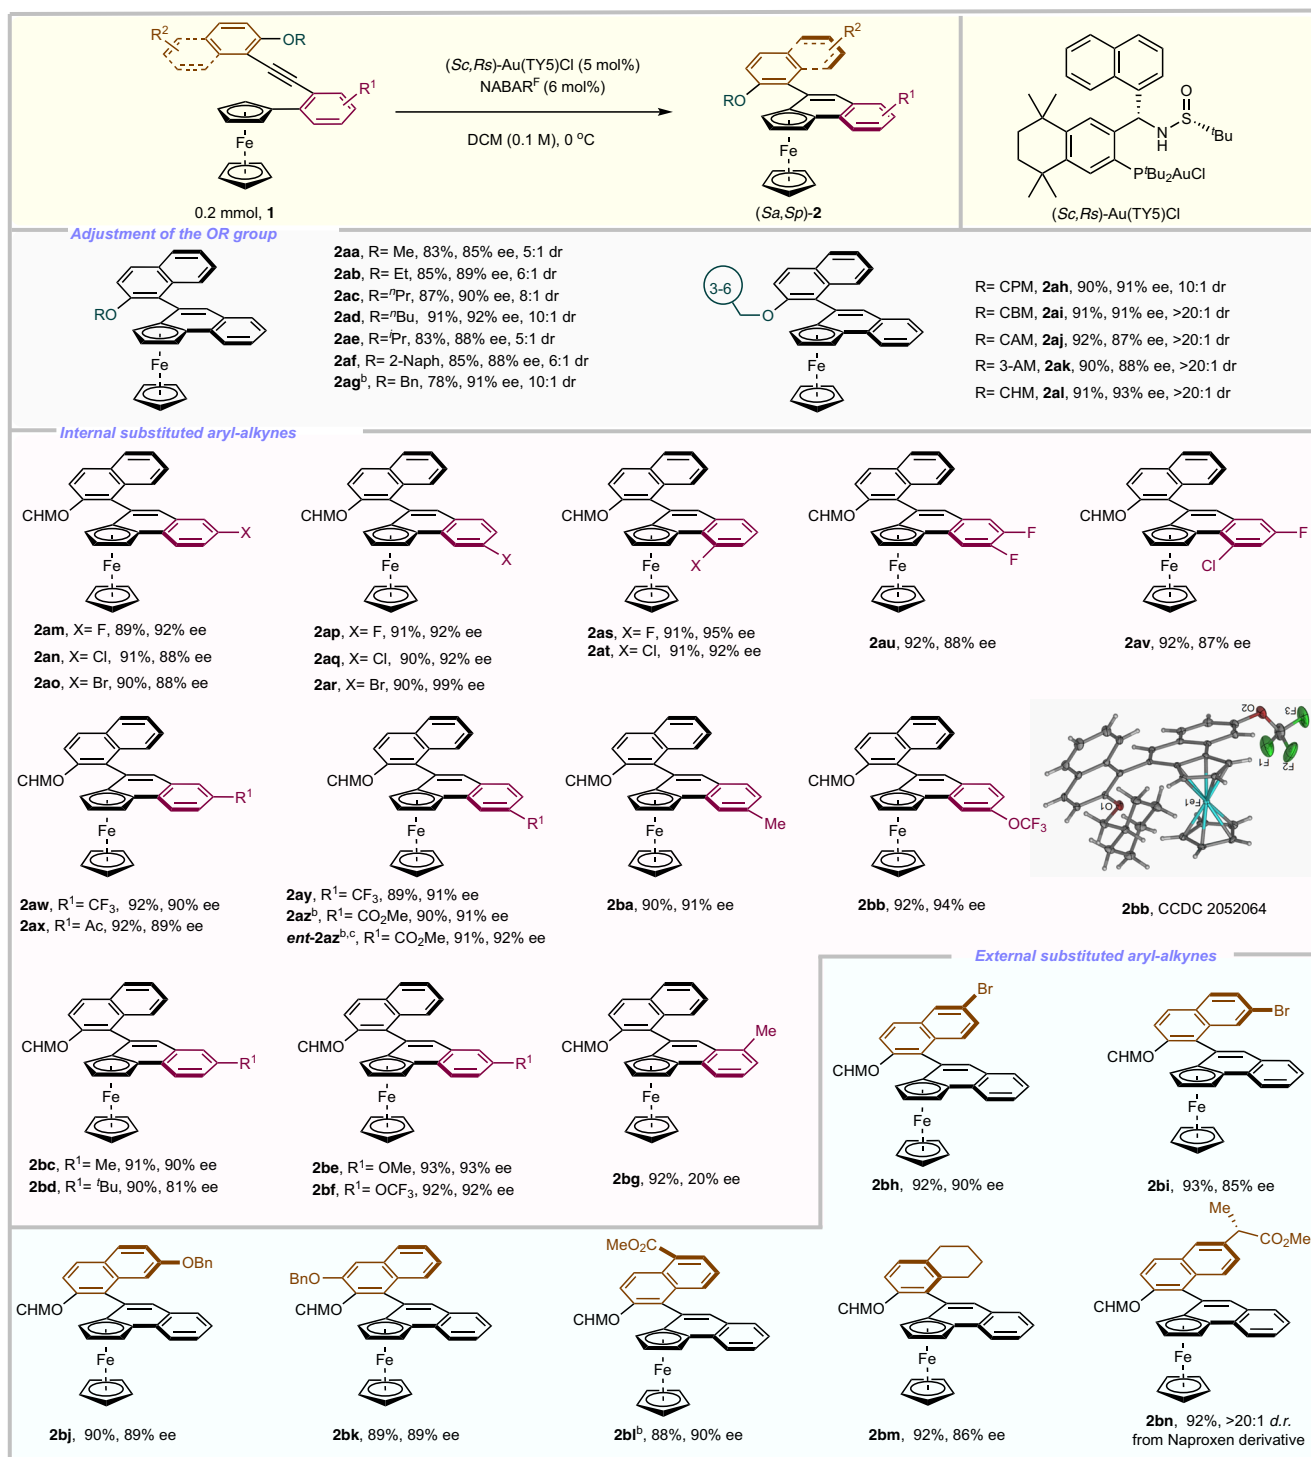 R²
OR
R¹
Fe
0.2 mmol, 1
(Sc,Rs)-Au(TY5)Cl (5 mol%)
NABARᶠ (6 mol%)
DCM (0.1 M), 0 °C
R²
RO
R¹
Fe
(Sa,Sp)-2
O
S
N
H
ᵗBu
PᵗBu₂AuCl
(Sc,Rs)-Au(TY5)Cl
Adjustment of the OR group
RO
Fe
2aa, R= Me, 83%, 85% ee, 5:1 dr
2ab, R= Et, 85%, 89% ee, 6:1 dr
2ac, R=ⁿPr, 87%, 90% ee, 8:1 dr
2ad, R=ⁿBu, 91%, 92% ee, 10:1 dr
2ae, R=ⁱPr, 83%, 88% ee, 5:1 dr
2af, R= 2-Naph, 85%, 88% ee, 6:1 dr
2agᵇ, R= Bn, 78%, 91% ee, 10:1 dr
3-6
O
Fe
R= CPM, 2ah, 90%, 91% ee, 10:1 dr
R= CBM, 2ai, 91%, 91% ee, >20:1 dr
R= CAM, 2aj, 92%, 87% ee, >20:1 dr
R= 3-AM, 2ak, 90%, 88% ee, >20:1 dr
R= CHM, 2al, 91%, 93% ee, >20:1 dr
Internal substituted aryl-alkynes
CHMO
X
Fe
2am, X= F, 89%, 92% ee
2an, X= Cl, 91%, 88% ee
2ao, X= Br, 90%, 88% ee
CHMO
X
Fe
2ap, X= F, 91%, 92% ee
2aq, X= Cl, 90%, 92% ee
2ar, X= Br, 90%, 99% ee
CHMO
Fe
X
2as, X= F, 91%, 95% ee
2at, X= Cl, 91%, 92% ee
CHMO
F
F
Fe
2au, 92%, 88% ee
CHMO
F
Fe
Cl
2av, 92%, 87% ee
CHMO
R¹
Fe
2aw, R¹= CF₃, 92%, 90% ee
2ax, R¹= Ac, 92%, 89% ee
CHMO
R¹
Fe
2ay, R¹= CF₃, 89%, 91% ee
2azᵇ, R¹= CO₂Me, 90%, 91% ee
ent-2azᵇ,ᶜ, R¹= CO₂Me, 91%, 92% ee
CHMO
Me
Fe
2ba, 90%, 91% ee
CHMO
OCF₃
Fe
2bb, 92%, 94% ee
O2
F3
F1
F2
Fe1
O1
2bb, CCDC 2052064
CHMO
R¹
Fe
2bc, R¹= Me, 91%, 90% ee
2bd, R¹= ᵗBu, 90%, 81% ee
CHMO
R¹
Fe
2be, R¹= OMe, 93%, 93% ee
2bf, R¹= OCF₃, 92%, 92% ee
CHMO
Me
Fe
2bg, 92%, 20% ee
External substituted aryl-alkynes
Br
CHMO
Fe
2bh, 92%, 90% ee
Br
CHMO
Fe
2bi, 93%, 85% ee
OBn
CHMO
Fe
2bj, 90%, 89% ee
BnO
CHMO
Fe
2bk, 89%, 89% ee
MeO₂C
CHMO
Fe
2blᵇ, 88%, 90% ee
CHMO
Fe
2bm, 92%, 86% ee
Me
CO₂Me
CHMO
Fe
2bn, 92%, >20:1 d.r.
from Naproxen derivative